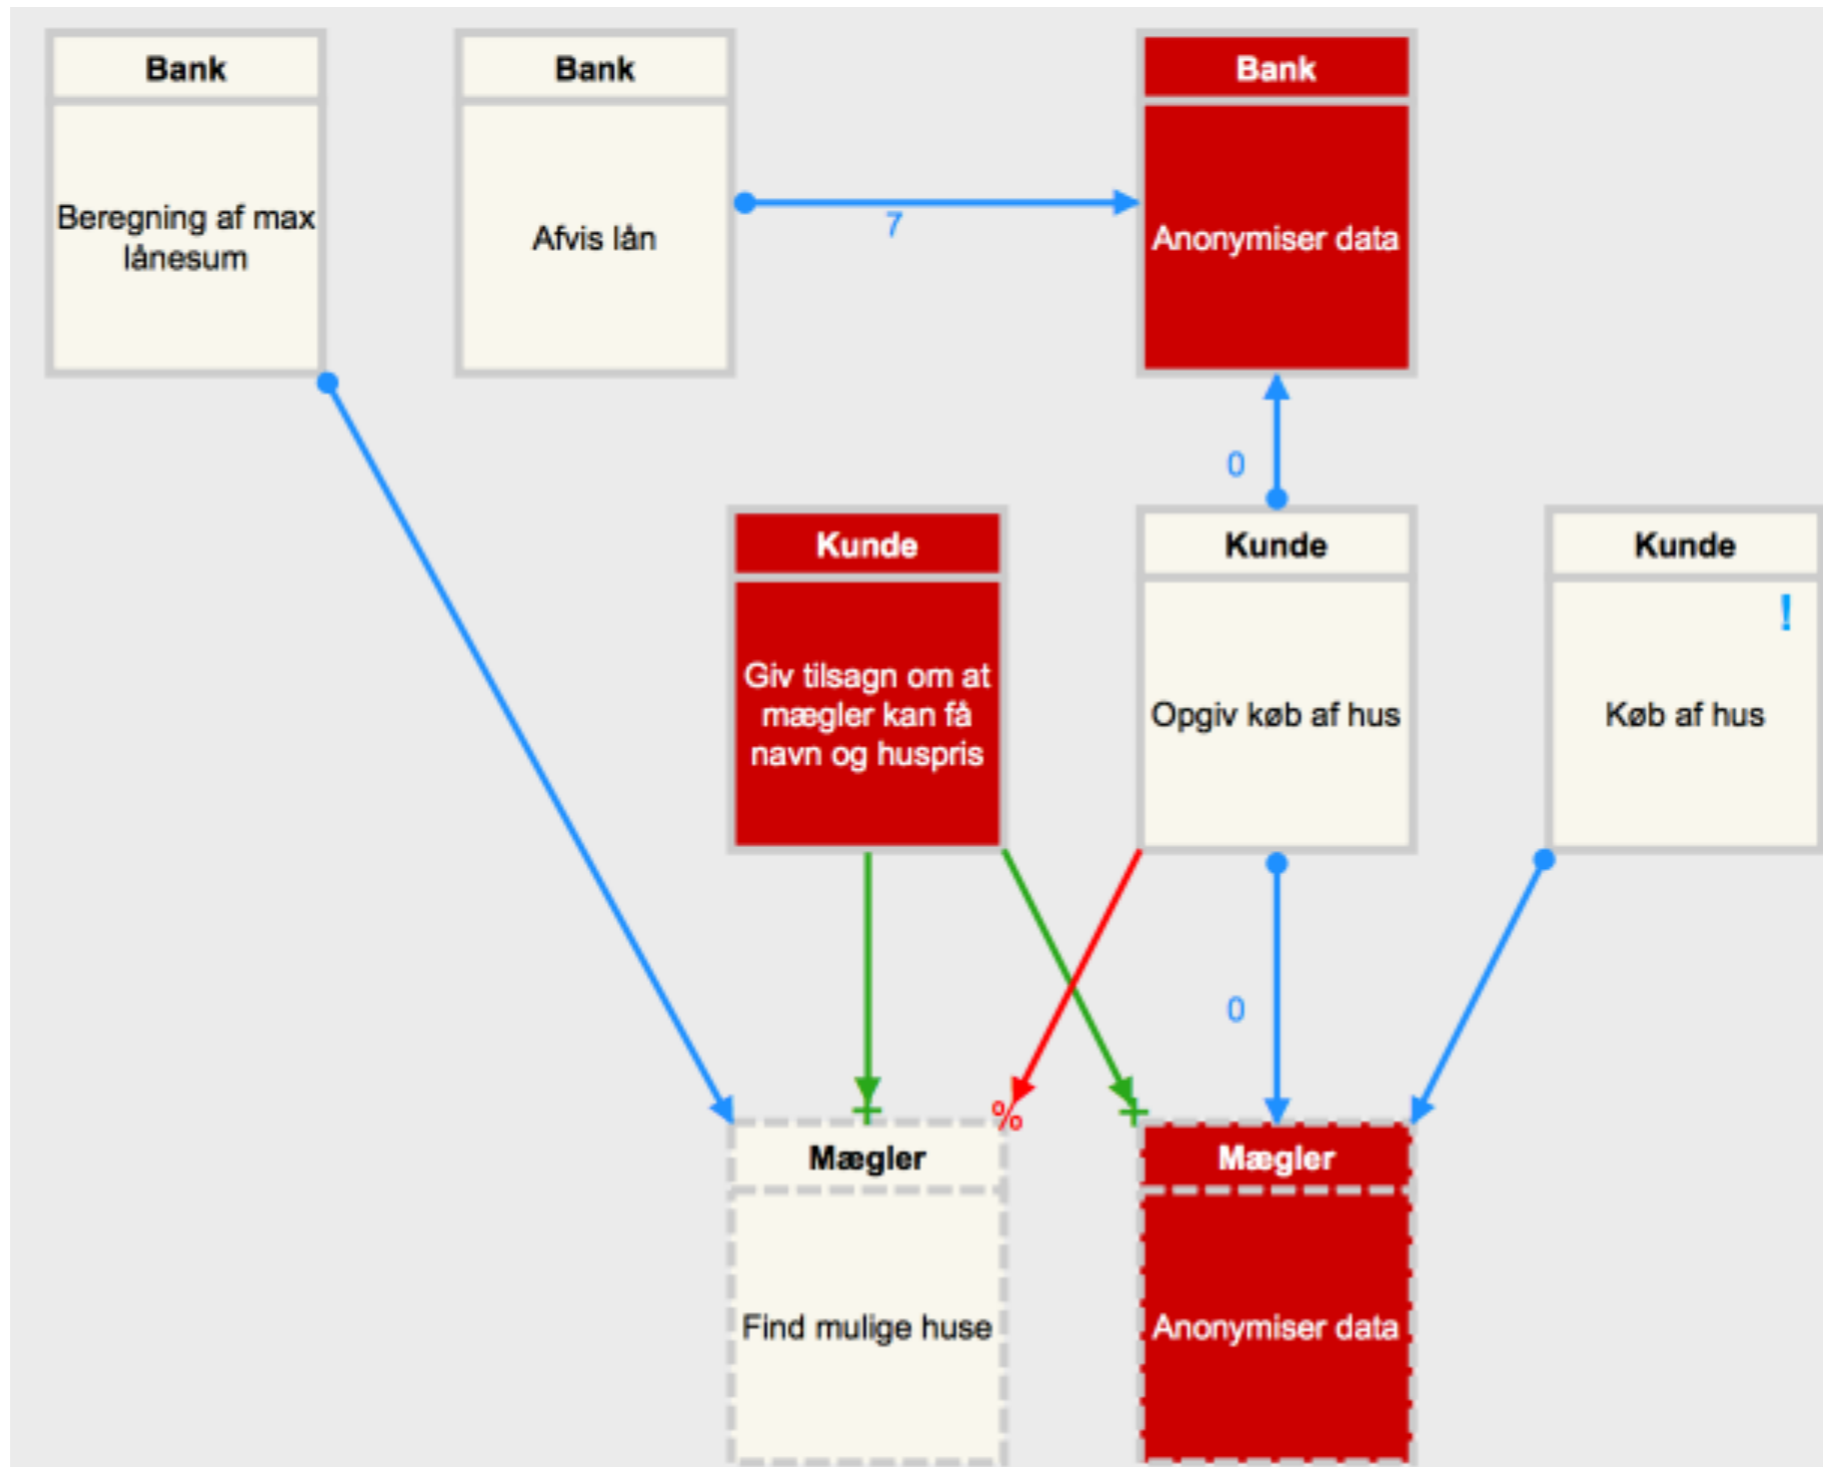 Bank
Beregning af max
lånesum
Bank
Afvis lån
7
Bank
Anonymiser data
0
Kunde
Giv tilsagn om at
mægler kan få
navn og huspris
Kunde
Opgiv køb af hus
Kunde
!
Køb af hus
0
+
%
+
Mægler
Find mulige huse
Mægler
Anonymiser data